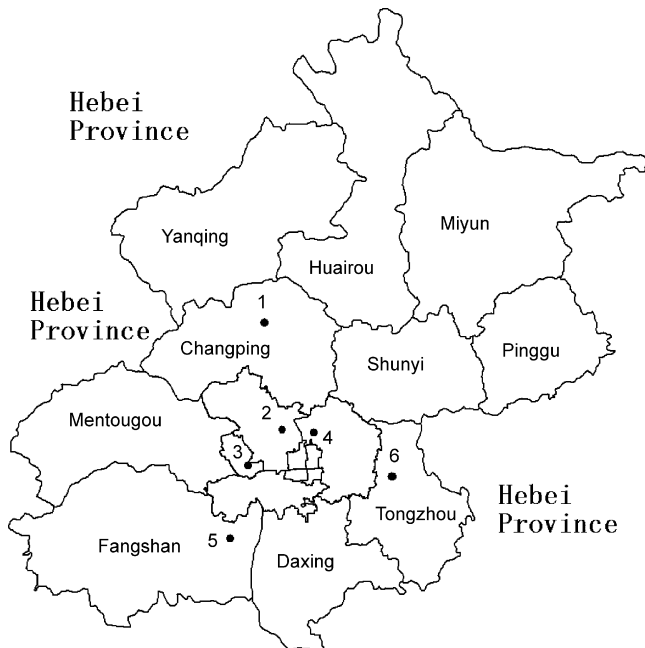 Hebei
Province
Miyun
Yanqing
Huairou
Hebei
Province
1
Changping
Shunyi
Pinggu
Mentougou
2
4
3
6
Hebei
Province
Tongzhou
Fangshan
5
Daxing